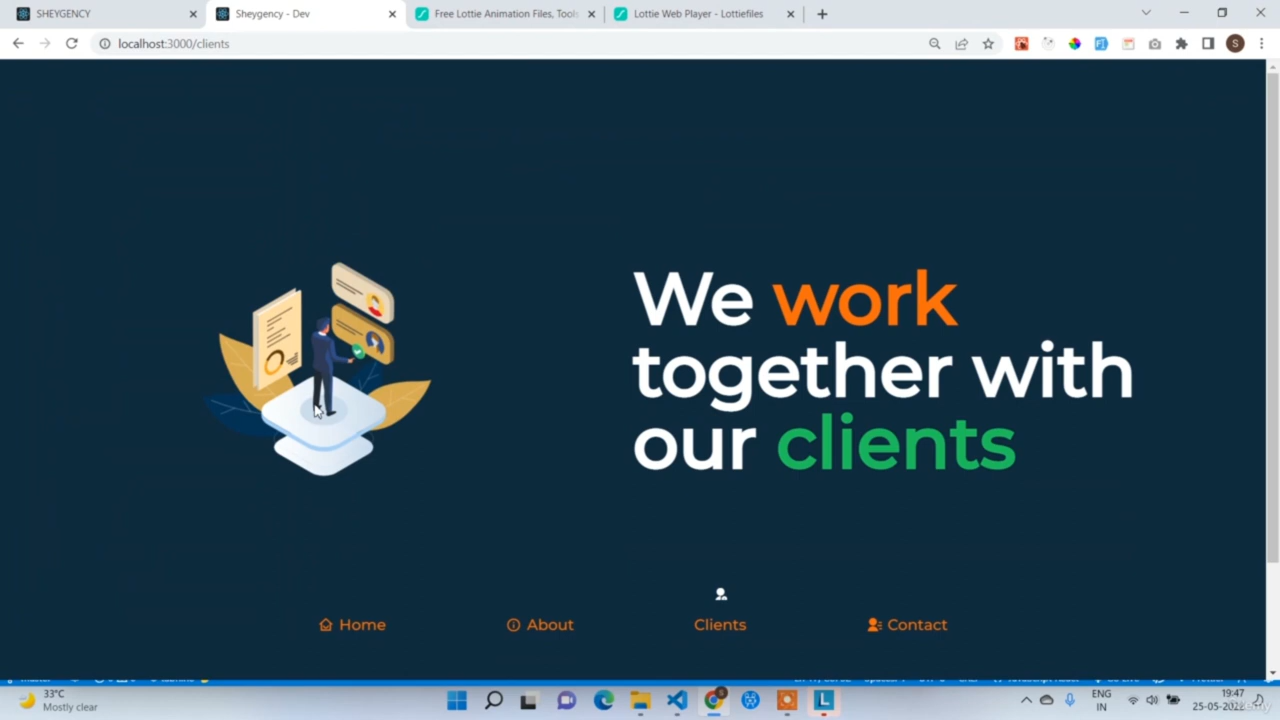 SHEYGENCY
Sheygency - Dev
Free Lottie Animation Files, Tools
Lottie Web Player - Lottiefiles
localhost:3000/clients
S
We work
together with
our clients
Home
About
Clients
Contact
33°C
Mostly clear
ENG
IN
19:47
25-05-2022